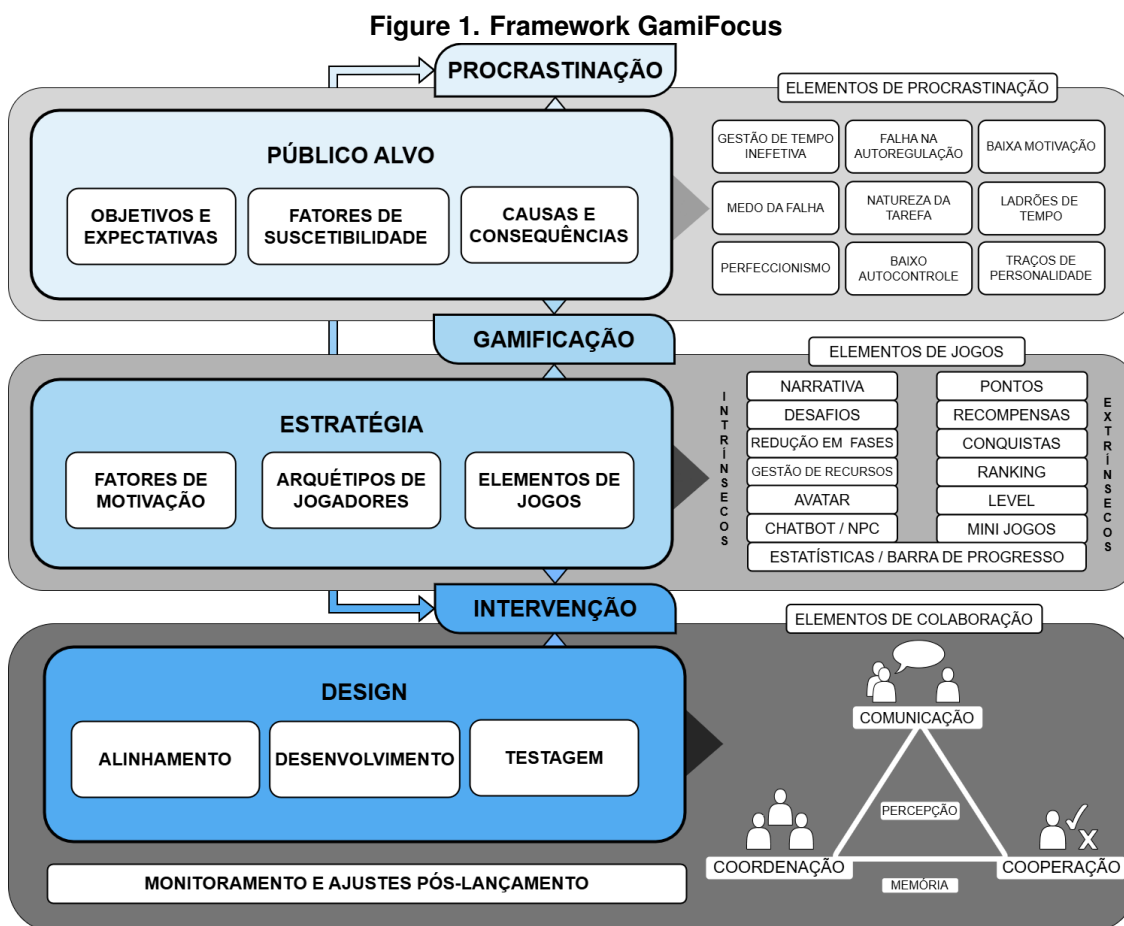 Figure 1. Framework GamiFocus
PROCRASTINAÇÃO
PÚBLICO ALVO
OBJETIVOS E
EXPECTATIVAS
FATORES DE
SUSCETIBILIDADE
CAUSAS E
CONSEQUÊNCIAS
ELEMENTOS DE PROCRASTINAÇÃO
GESTÃO DE TEMPO
INEFETIVA
FALHA NA
AUTOREGULAÇÃO
BAIXA MOTIVAÇÃO
MEDO DA FALHA
NATUREZA DA
TAREFA
LADRÕES DE
TEMPO
PERFECCIONISMO
BAIXO
AUTOCONTROLE
TRAÇOS DE
PERSONALIDADE
GAMIFICAÇÃO
ESTRATÉGIA
FATORES DE
MOTIVAÇÃO
ARQUÉTIPOS DE
JOGADORES
ELEMENTOS DE
JOGOS
ELEMENTOS DE JOGOS
INTRÍNSECOS
NARRATIVA
DESAFIOS
REDUÇÃO EM FASES
GESTÃO DE RECURSOS
AVATAR
CHATBOT / NPC
PONTOS
RECOMPENSAS
CONQUISTAS
RANKING
LEVEL
MINI JOGOS
EXTRÍNSECOS
ESTATÍSTICAS / BARRA DE PROGRESSO
INTERVENÇÃO
DESIGN
ALINHAMENTO
DESENVOLVIMENTO
TESTAGEM
MONITORAMENTO E AJUSTES PÓS-LANÇAMENTO
ELEMENTOS DE COLABORAÇÃO
COMUNICAÇÃO
PERCEPÇÃO
COORDENAÇÃO
COOPERAÇÃO
MEMÓRIA